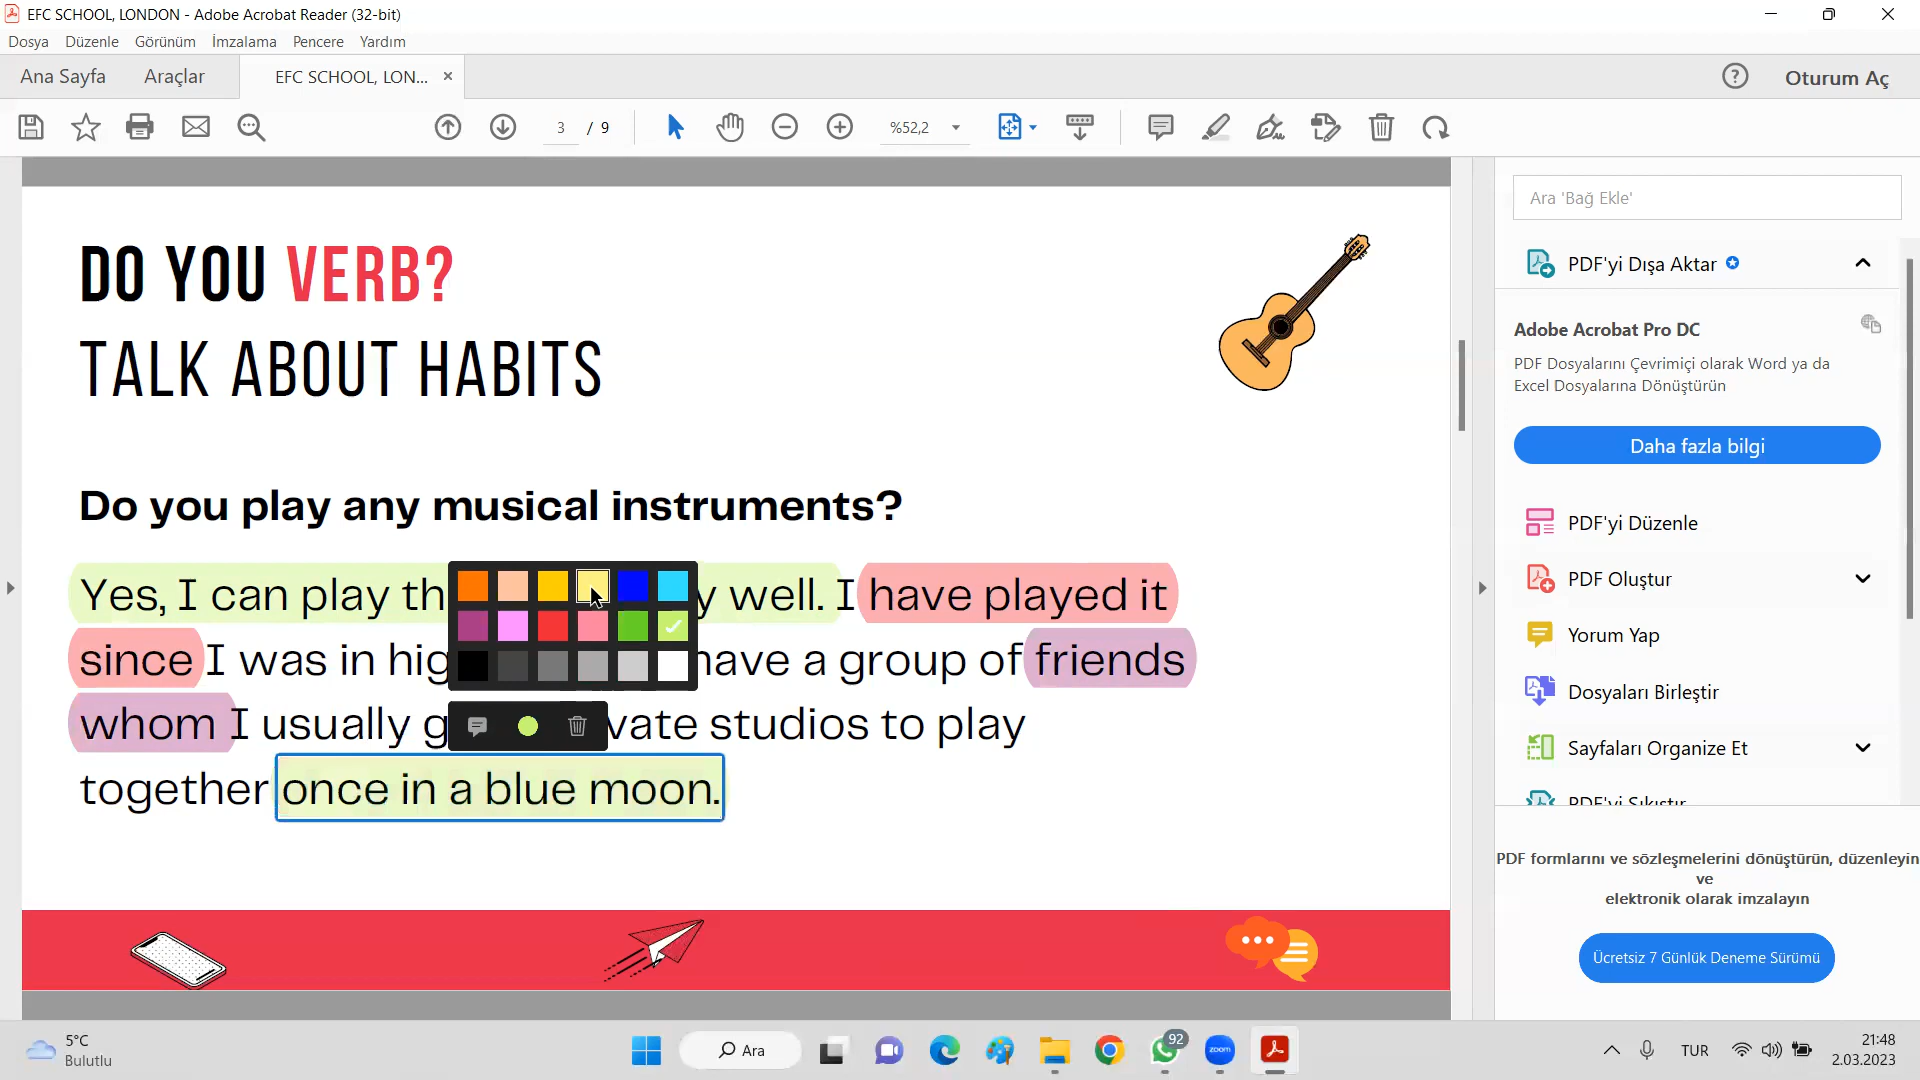 EFC SCHOOL, LONDON - Adobe Acrobat Reader (32-bit)
Dosya Düzenle Görünüm İmzalama Pencere Yardım
Ana Sayfa Araçlar EFC SCHOOL, LON... Oturum Aç
3 / 9 %52,2
DO YOU VERB?
TALK ABOUT HABITS
Do you play any musical instruments?
Yes, I can play well. I have played it
since I was in have a group of friends
whom I usually studios to play
together once in a blue moon.
Ara 'Bağ Ekle'
PDF'yi Dışa Aktar
Adobe Acrobat Pro DC
PDF Dosyalarını Çevrimiçi olarak Word ya da
Excel Dosyalarına Dönüştürün
Daha fazla bilgi
PDF'yi Düzenle
PDF Oluştur
Yorum Yap
Dosyaları Birleştir
Sayfaları Organize Et
PDF'yi Sıkıştır
PDF formlarını ve sözleşmelerini dönüştürün, düzenleyin
ve
elektronik olarak imzalayın
Ücretsiz 7 Günlük Deneme Sürümü
5°C
Bulutlu
Ara
92
zoom
TUR
21:48
2.03.2023